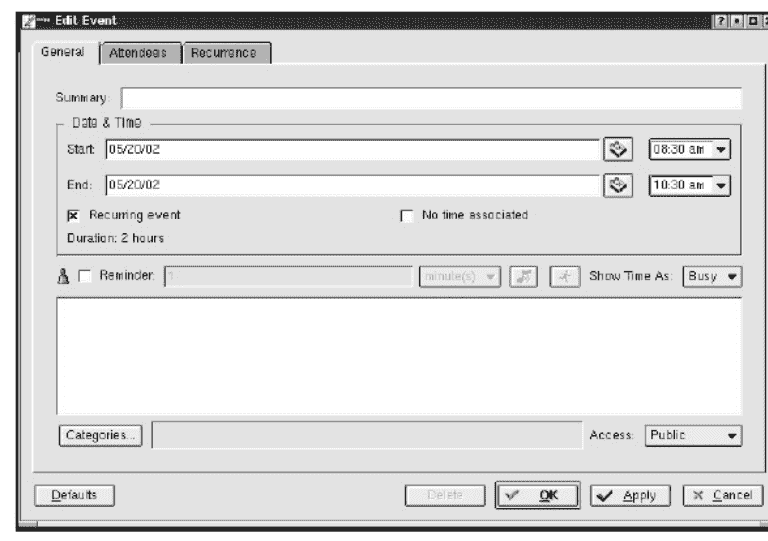 Edit Event
General Attendees Recurrence
Summary:
Date & Time
Start: 05/20/02 08:30 am
End: 05/20/02 10:30 am
Recurring event No time associated
Duration: 2 hours
Reminder: minute(s) Show Time As: Busy
Categories... Access: Public
Defaults Delete OK Apply Cancel